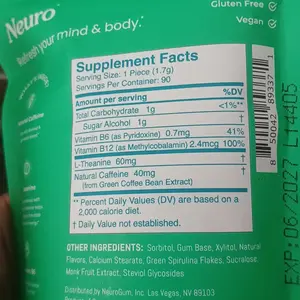 Neuro™
Gluten Free
Vegan
Refresh your mind & body.*
Supplement Facts
Serving Size: 1 Piece (1.7g)
Servings Per Container: 90
Amount per serving %DV
Total Carbohydrate 1g <1%**
Sugar Alcohol 1g †
Vitamin B6 (as Pyridoxine) 0.7mg 41%
Vitamin B12 (as Methylcobalamin) 2.4mcg 100%
L-Theanine 60mg †
Natural Caffeine 40mg †
(from Green Coffee Bean Extract)
** Percent Daily Values (DV) are based on a
2,000 calorie diet.
† Daily Value not established.
OTHER INGREDIENTS: Sorbitol, Gum Base, Xylitol, Natural
Flavors, Calcium Stearate, Green Spirulina Flakes, Sucralose
Monk Fruit Extract, Steviol Glycosides
Distributed by NeuroGum, Inc. Las Vegas, NV 89103
8 50042 89337 1
EXP:06/2027 L14405